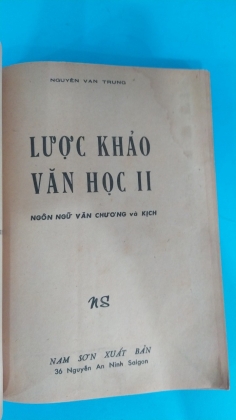 NGUYỄN VAN TRUNG
LƯỢC KHẢO
VĂN HỌC II
NGÔN NGỮ VĂN CHƯƠNG và KỊCH
NS
NAM SƠN XUẤT BẢN
36 Nguyễn An Ninh Saigon